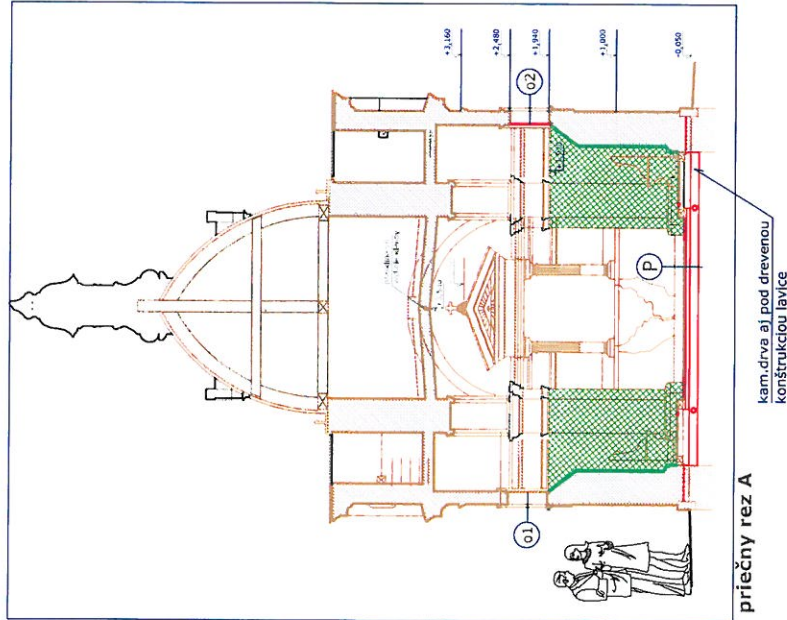 +3,160
+2,480
+1,940
+1,000
-0,050
o2
o1
P
kam.drva aj pod drevenou
konštrukciou lavice
priečny rez A